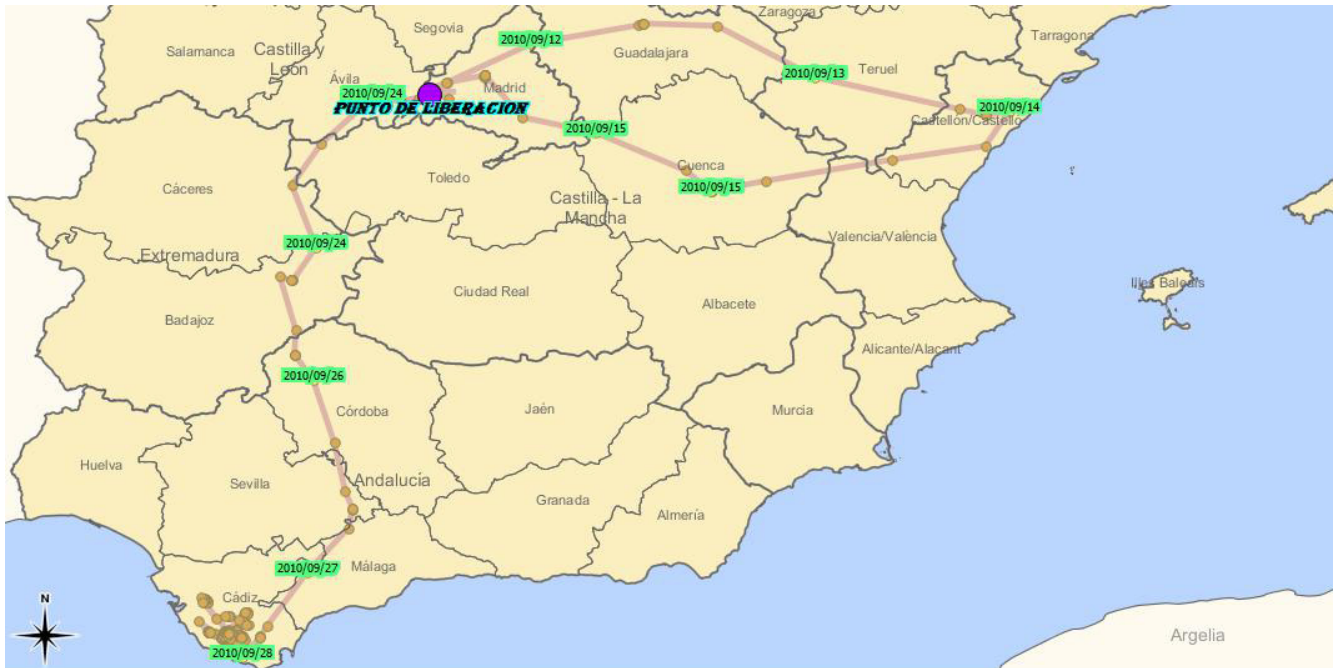 Zaragoza
Segovia
Tarragona
2010/09/12
Salamanca
Castilla y
León
Guadalajara
Teruel
2010/09/13
Ávila
2010/09/24
Madrid
PUNTO DE LIBERACION
2010/09/14
Castellón/Castelló
2010/09/15
Cuenca
Toledo
2010/09/15
Cáceres
Castilla - La
Mancha
Valencia/València
2010/09/24
Extremadura
Illes Balears
Ciudad Real
Albacete
Badajoz
Alicante/Alacant
2010/09/26
Córdoba
Jaén
Murcia
Huelva
Sevilla
Andalucía
Granada
Almería
2010/09/27
Málaga
Cádiz
N
Argelia
2010/09/28